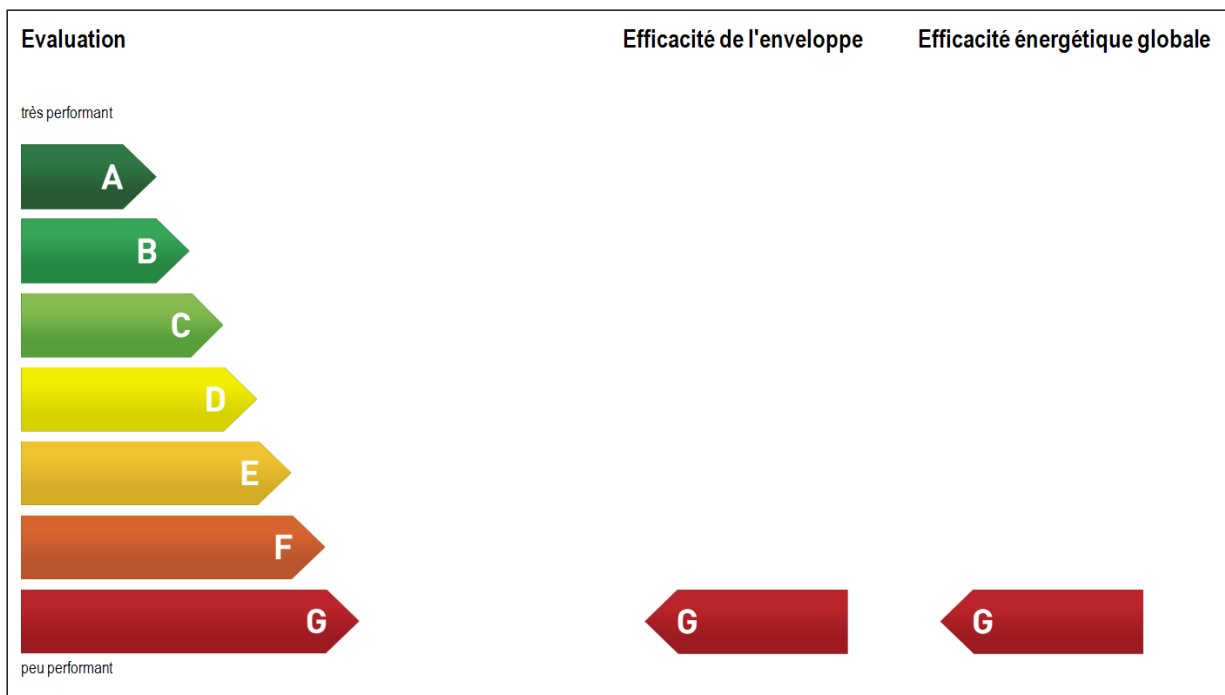 Evaluation Efficacité de l'enveloppe Efficacité énergétique globale
très performant
A
B
C
D
E
F
G G G
peu performant